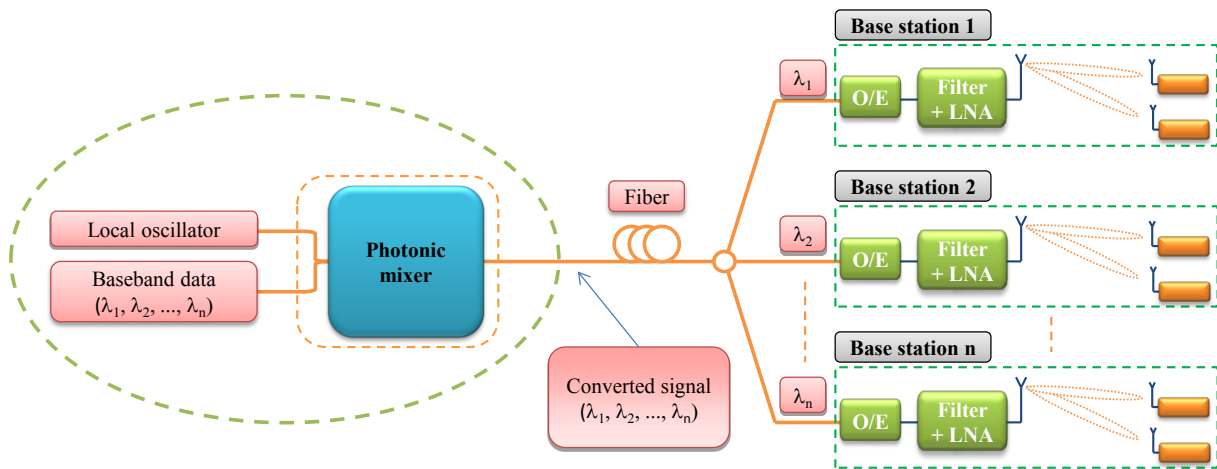 Local oscillator
Baseband data
(λ1, λ2, ..., λn)
Photonic
mixer
Fiber
Converted signal
(λ1, λ2, ..., λn)
Base station 1
λ1
O/E
Filter
+ LNA
Base station 2
λ2
O/E
Filter
+ LNA
Base station n
λn
O/E
Filter
+ LNA